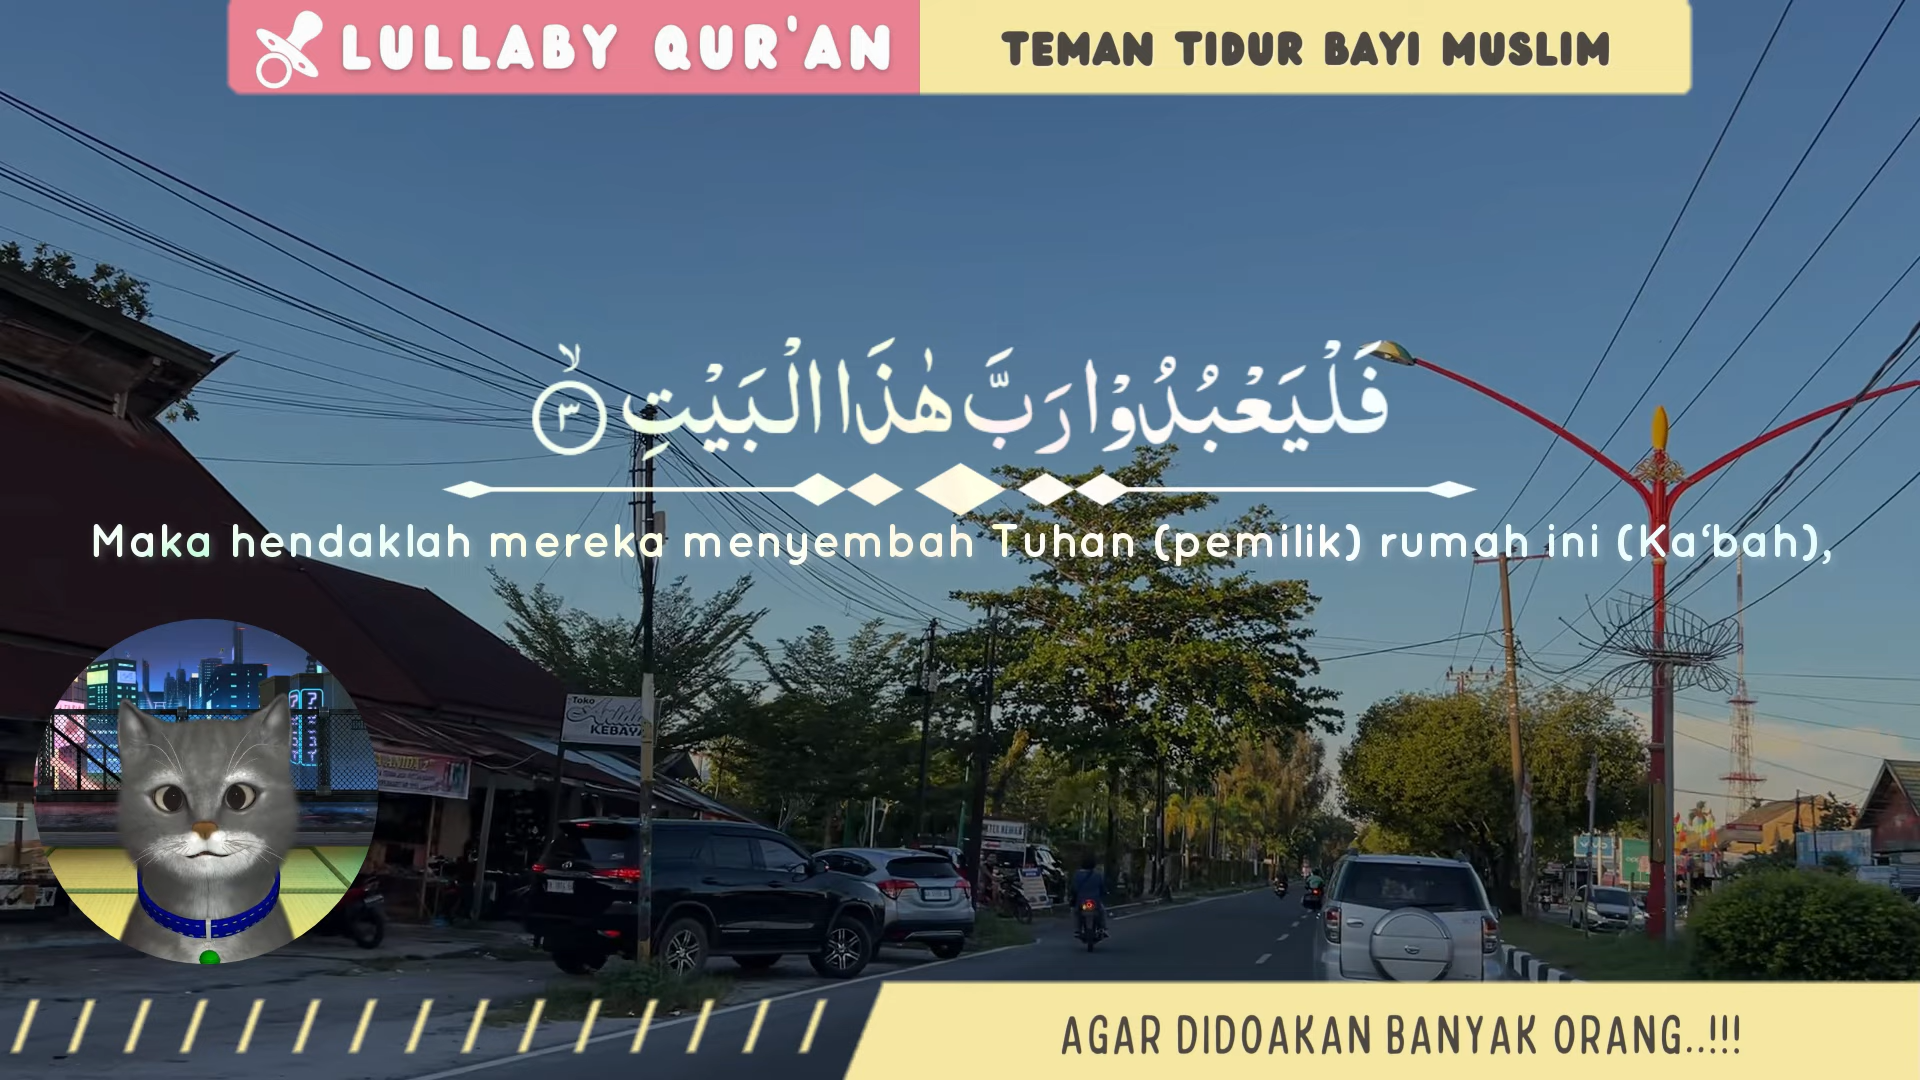 LULLABY QUR'AN
TEMAN TIDUR BAYI MUSLIM
فَلْيَعْبُدُوْا رَبَّ هٰذَا الْبَيْتِۙ ٣
Maka hendaklah mereka menyembah Tuhan (pemilik) rumah ini (Ka‘bah),
Toko
KEBAYA
AGAR DIDOAKAN BANYAK ORANG..!!!